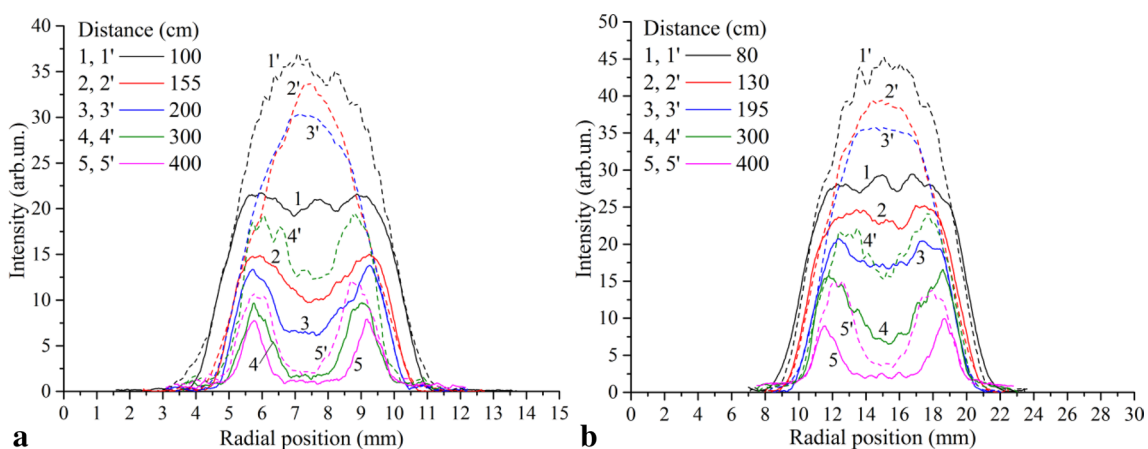 Distance (cm)
1, 1' 100
2, 2' 155
3, 3' 200
4, 4' 300
5, 5' 400
Intensity (arb.un.)
40
35
30
25
20
15
10
5
0
1'
2'
3'
1
4'
2
3
4
5'
5
0 1 2 3 4 5 6 7 8 9 10 11 12 13 14 15
Radial position (mm)
a
Distance (cm)
1, 1' 80
2, 2' 130
3, 3' 195
4, 4' 300
5, 5' 400
Intensity (arb.un.)
50
45
40
35
30
25
20
15
10
5
0
1'
2'
3'
1
2
4'
3
5'
4
5
6 8 10 12 14 16 18 20 22 24 26 28 30
Radial position (mm)
b